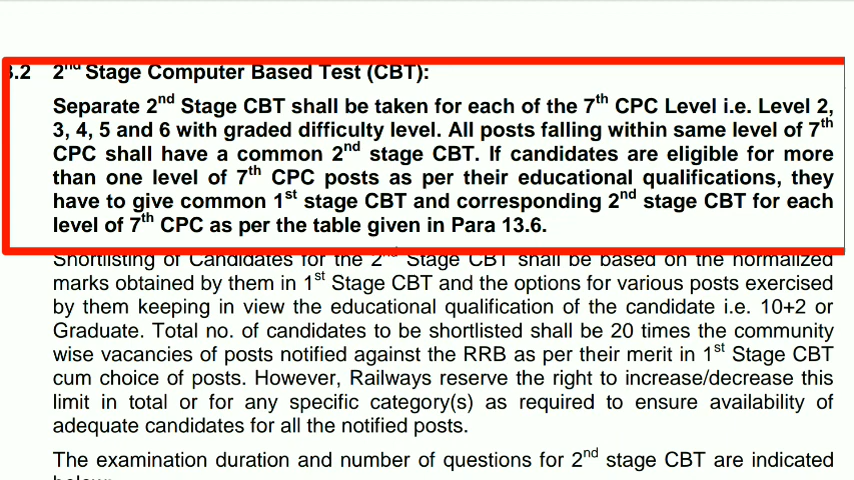 .2 2nd Stage Computer Based Test (CBT):
Separate 2nd Stage CBT shall be taken for each of the 7th CPC Level i.e. Level 2,
3, 4, 5 and 6 with graded difficulty level. All posts falling within same level of 7th
CPC shall have a common 2nd stage CBT. If candidates are eligible for more
than one level of 7th CPC posts as per their educational qualifications, they
have to give common 1st stage CBT and corresponding 2nd stage CBT for each
level of 7th CPC as per the table given in Para 13.6.
Shortlisting of Candidates for the 2nd Stage CBT shall be based on the normalized
marks obtained by them in 1st Stage CBT and the options for various posts exercised
by them keeping in view the educational qualification of the candidate i.e. 10+2 or
Graduate. Total no. of candidates to be shortlisted shall be 20 times the community
wise vacancies of posts notified against the RRB as per their merit in 1st Stage CBT
cum choice of posts. However, Railways reserve the right to increase/decrease this
limit in total or for any specific category(s) as required to ensure availability of
adequate candidates for all the notified posts.
The examination duration and number of questions for 2nd stage CBT are indicated